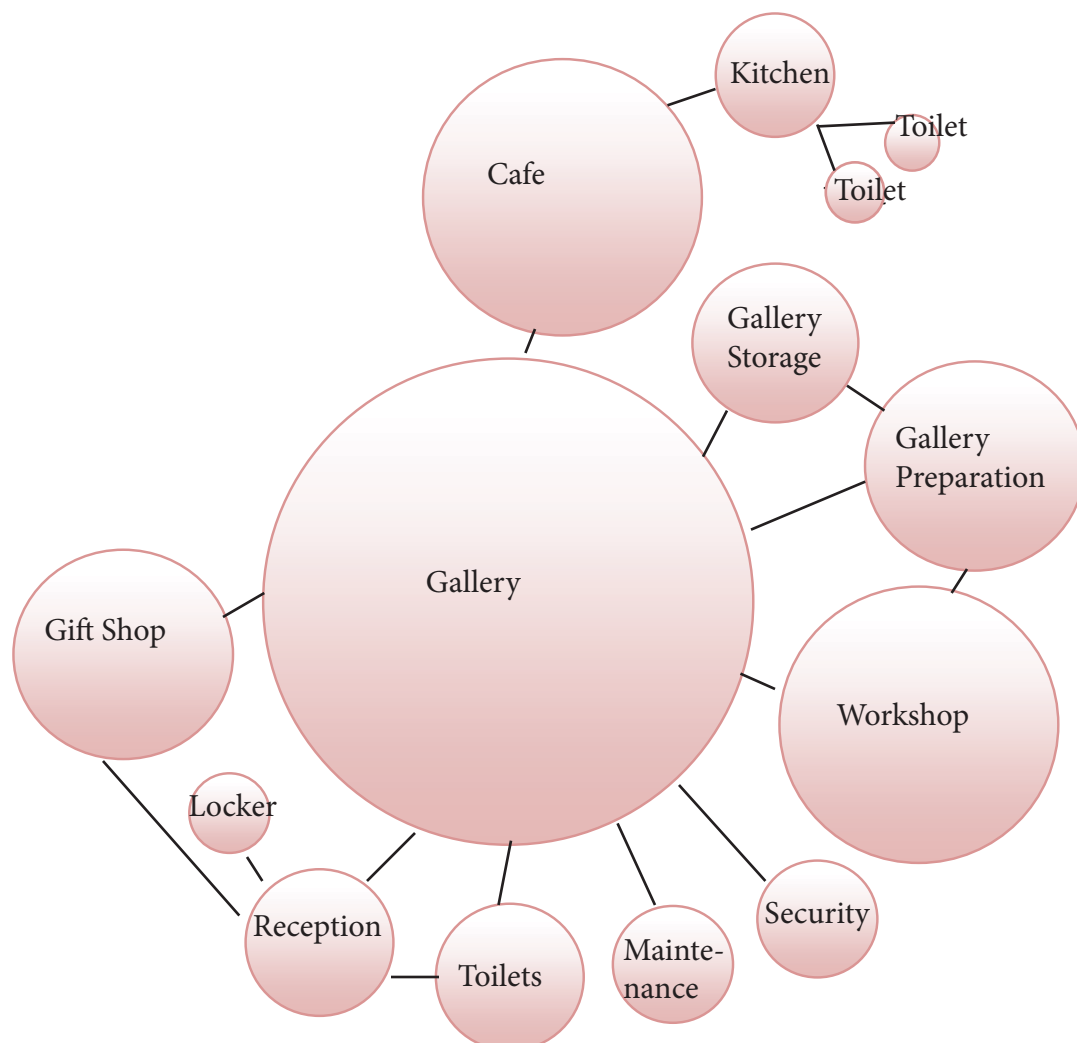 Kitchen
Toilet
Cafe
Toilet
Gallery
Storage
Gallery
Preparation
Gallery
Gift Shop
Workshop
Locker
Reception
Security
Mainte-
nance
Toilets